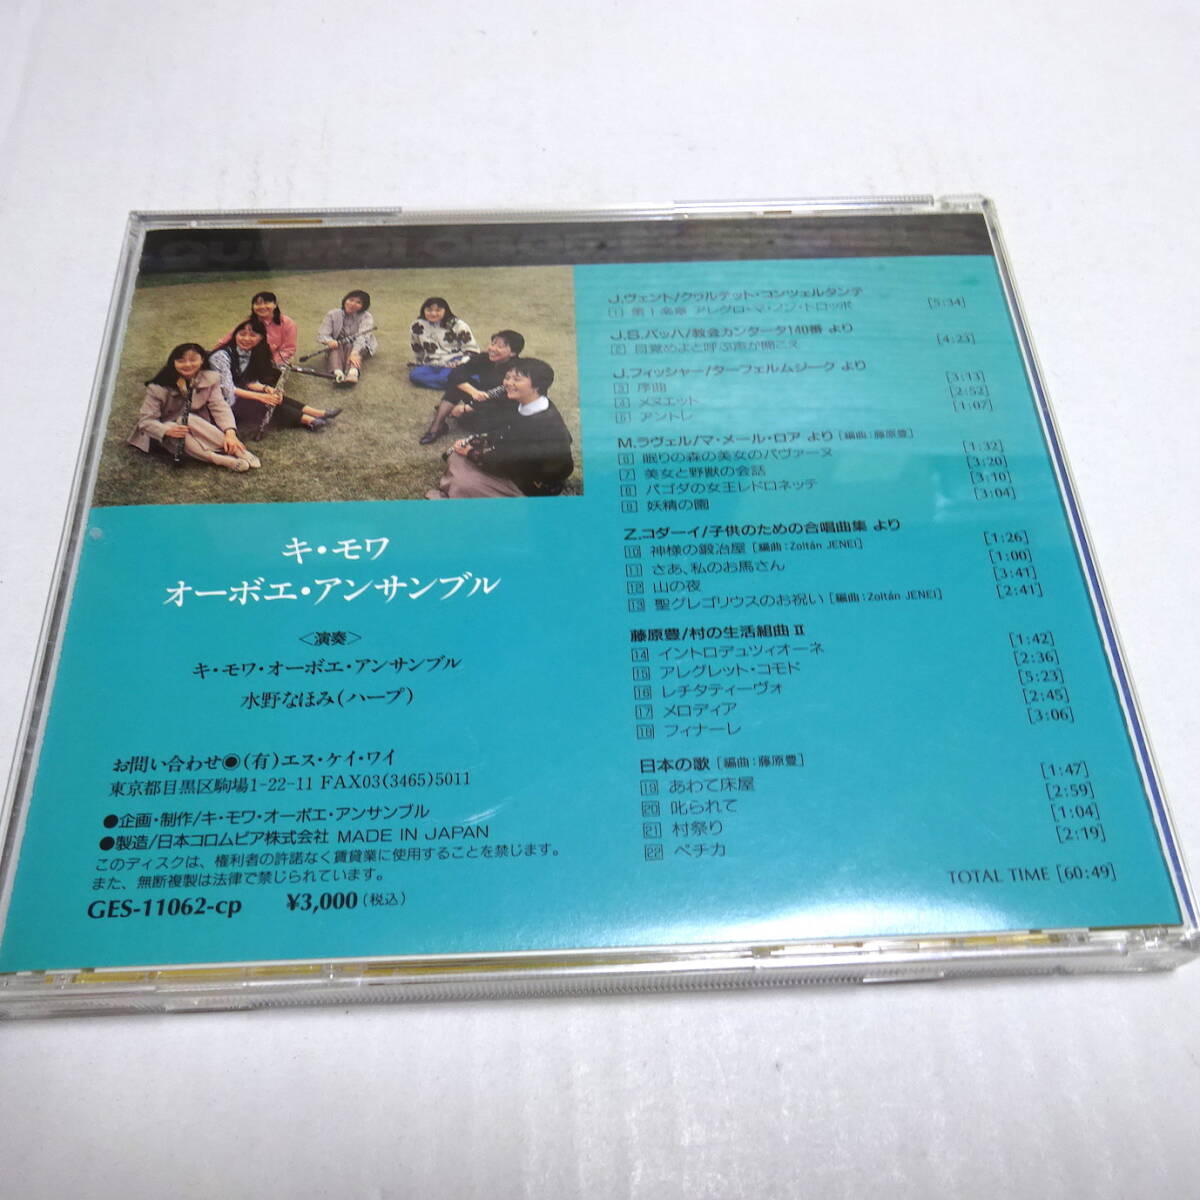 キ・モワ
オーボエ・アンサンブル
〈演奏〉
キ・モワ・オーボエ・アンサンブル
水野なほみ(ハープ)
お問い合わせ◉(有)エス・ケイ・ワイ
東京都目黒区駒場1-22-11 FAX03(3465)5011
●企画・制作/キ・モワ・オーボエ・アンサンブル
●製造/日本コロムビア株式会社 MADE IN JAPAN
このディスクは、権利者の許諾なく賃貸業に使用することを禁じます。
また、無断複製は法律で禁じられています。
GES-11062-cp ¥3,000(税込)
J.ヴェント/クヮルテット・コンツェルタンテ
1 第1楽章 アレグロ・マ・ノン・トロッポ [5:34]
J.S.バッハ/教会カンタータ140番 より
2 目覚めよと呼ぶ声が聞こえ [4:23]
J.フィッシャー/ターフェルムジーク より
3 序曲 [3:13]
4 メヌエット [2:52]
5 アントレ [1:07]
M.ラヴェル/マ・メール・ロア より [編曲:藤原豊]
6 眠りの森の美女のパヴァーヌ [1:32]
7 美女と野獣の会話 [3:20]
8 パゴダの女王レドロネッテ [3:10]
9 妖精の園 [3:04]
Z.コダーイ/子供のための合唱曲集 より
10 神様の鍛冶屋 [編曲:Zoltán JENEI] [1:26]
11 さあ、私のお馬さん [1:00]
12 山の夜 [3:41]
13 聖グレゴリウスのお祝い [編曲:Zoltán JENEI] [2:41]
藤原豊/村の生活組曲 II
14 イントロデュツィオーネ [1:42]
15 アレグレット・コモド [2:36]
16 レチタティーヴォ [5:23]
17 メロディア [2:45]
18 フィナーレ [3:06]
日本の歌 [編曲:藤原豊]
19 あわて床屋 [1:47]
20 叱られて [2:59]
21 村祭り [1:04]
22 ペチカ [2:19]
TOTAL TIME [60:49]